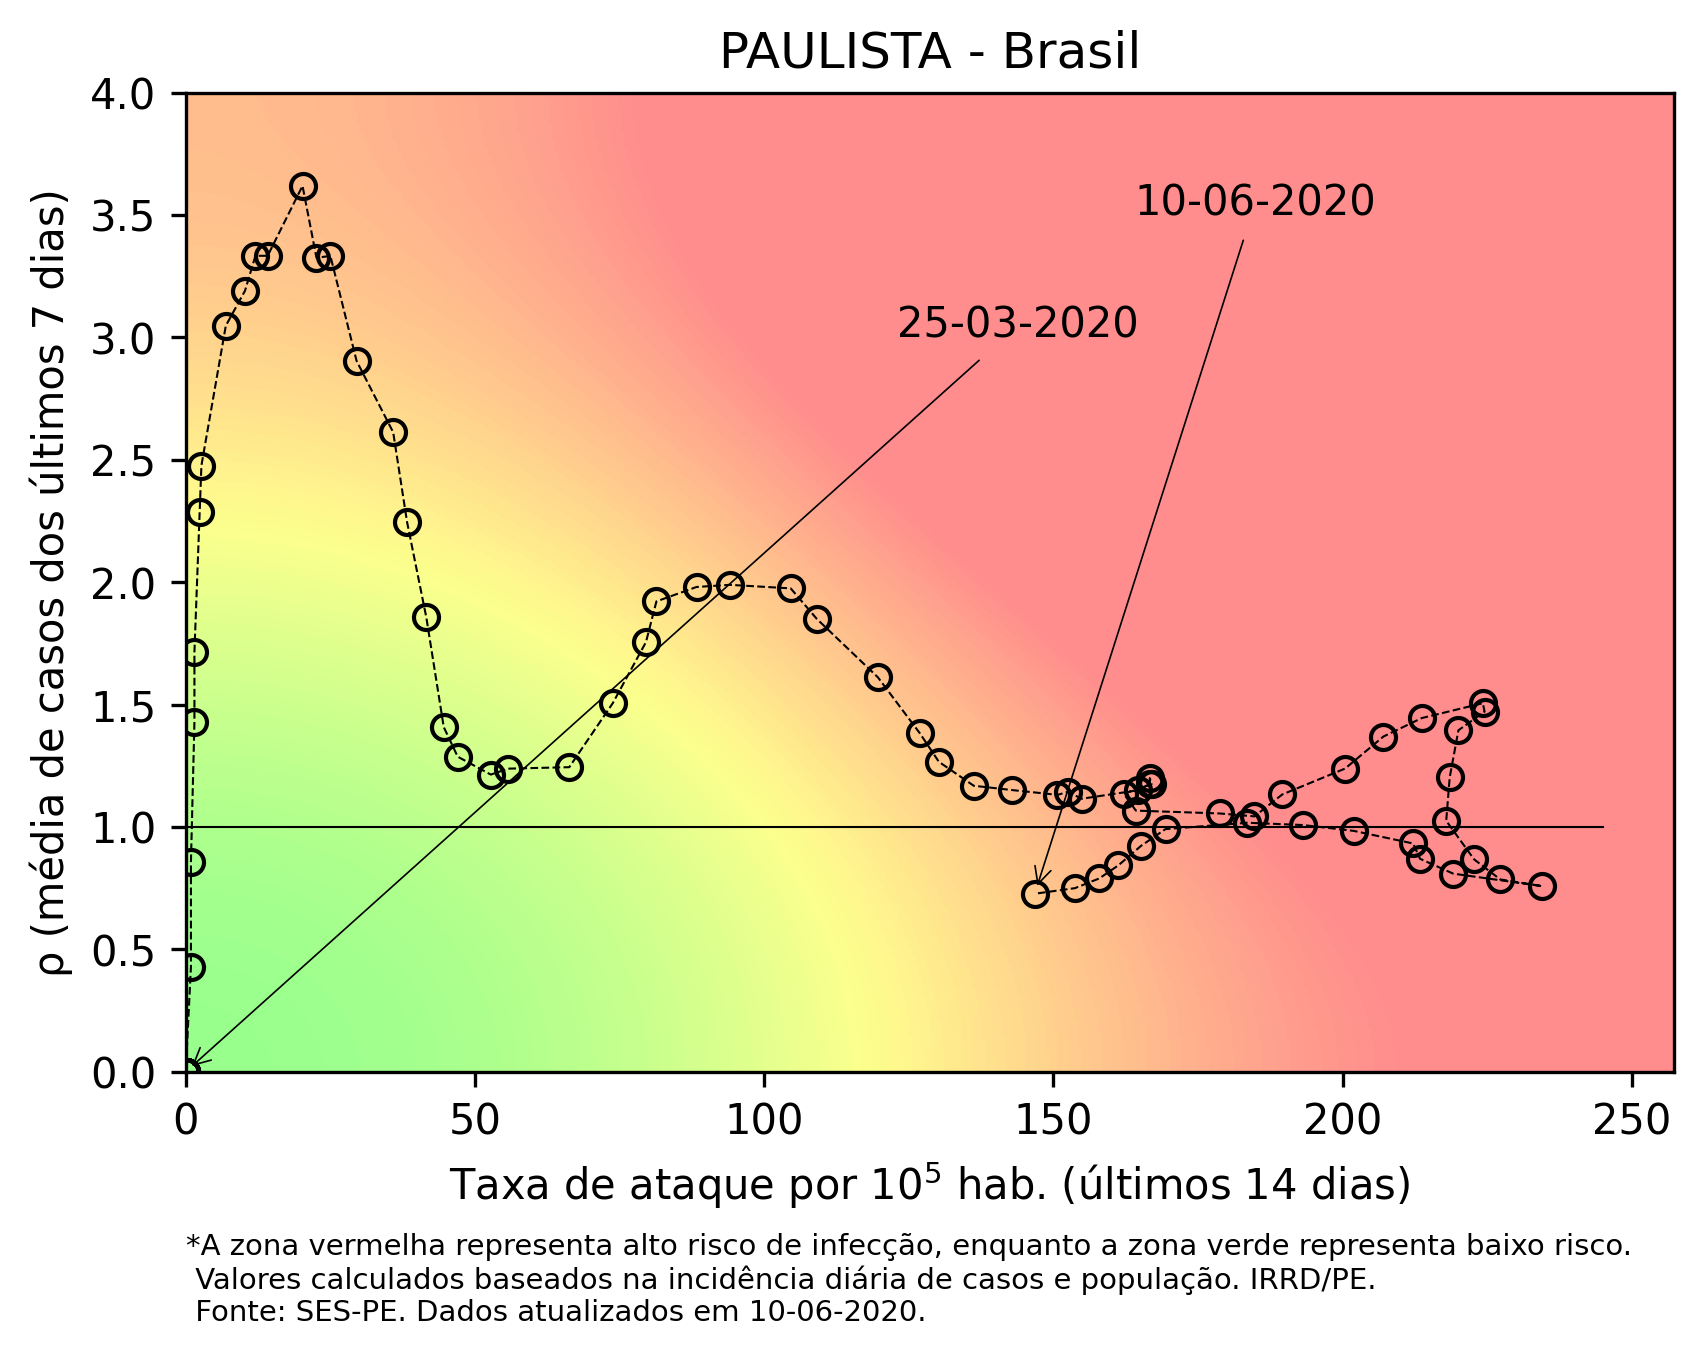 PAULISTA - Brasil
4.0
3.5
3.0
2.5
2.0
1.5
1.0
0.5
0.0
ρ (média de casos dos últimos 7 dias)
10-06-2020
25-03-2020
0 50 100 150 200 250
Taxa de ataque por 10⁵ hab. (últimos 14 dias)
*A zona vermelha representa alto risco de infecção, enquanto a zona verde representa baixo risco.
Valores calculados baseados na incidência diária de casos e população. IRRD/PE.
Fonte: SES-PE. Dados atualizados em 10-06-2020.